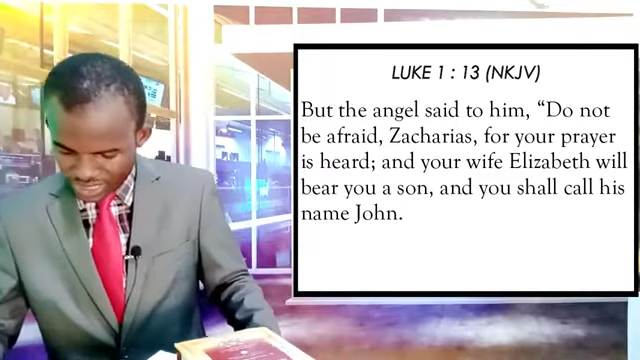 LUKE 1 : 13 (NKJV)
But the angel said to him, “Do not
be afraid, Zacharias, for your prayer
is heard; and your wife Elizabeth will
bear you a son, and you shall call his
name John.